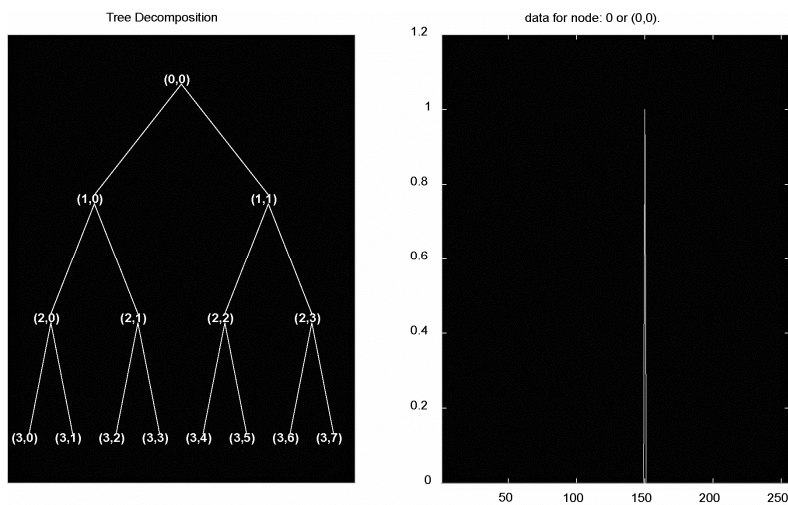 Tree Decomposition
(0,0)
(1,0) (1,1)
(2,0) (2,1) (2,2) (2,3)
(3,0) (3,1) (3,2) (3,3) (3,4) (3,5) (3,6) (3,7)
data for node: 0 or (0,0).
1.2
1
0.8
0.6
0.4
0.2
0
50 100 150 200 250